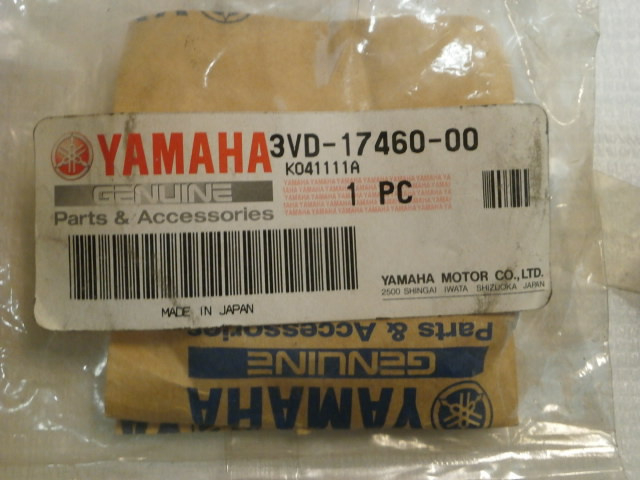 YAMAHA 3VD-17460-00
K041111A
GENUINE
1 PC
Parts & Accessories
YAMAHA MOTOR CO., LTD.
2500 SHINGAI IWATA SHIZUOKA JAPAN
MADE IN JAPAN
Parts & Accessories
GENUINE
YAMAHA